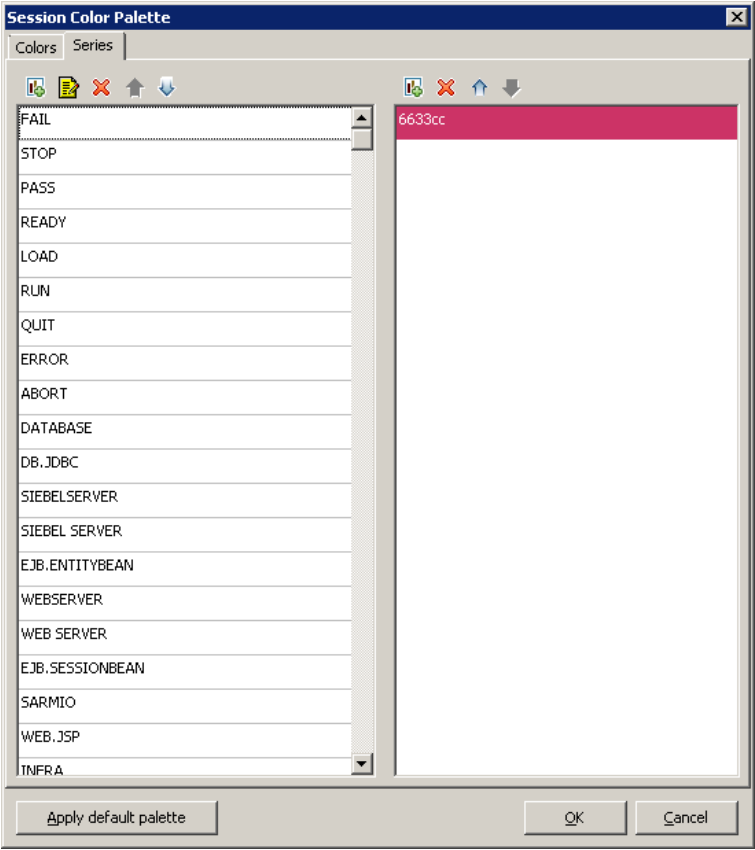 Session Color Palette
Colors Series
FAIL
6633cc
STOP
PASS
READY
LOAD
RUN
QUIT
ERROR
ABORT
DATABASE
DB.JDBC
SIEBELSERVER
SIEBEL SERVER
EJB.ENTITYBEAN
WEBSERVER
WEB SERVER
EJB.SESSIONBEAN
SARMIO
WEB.JSP
INFRA
Apply default palette OK Cancel